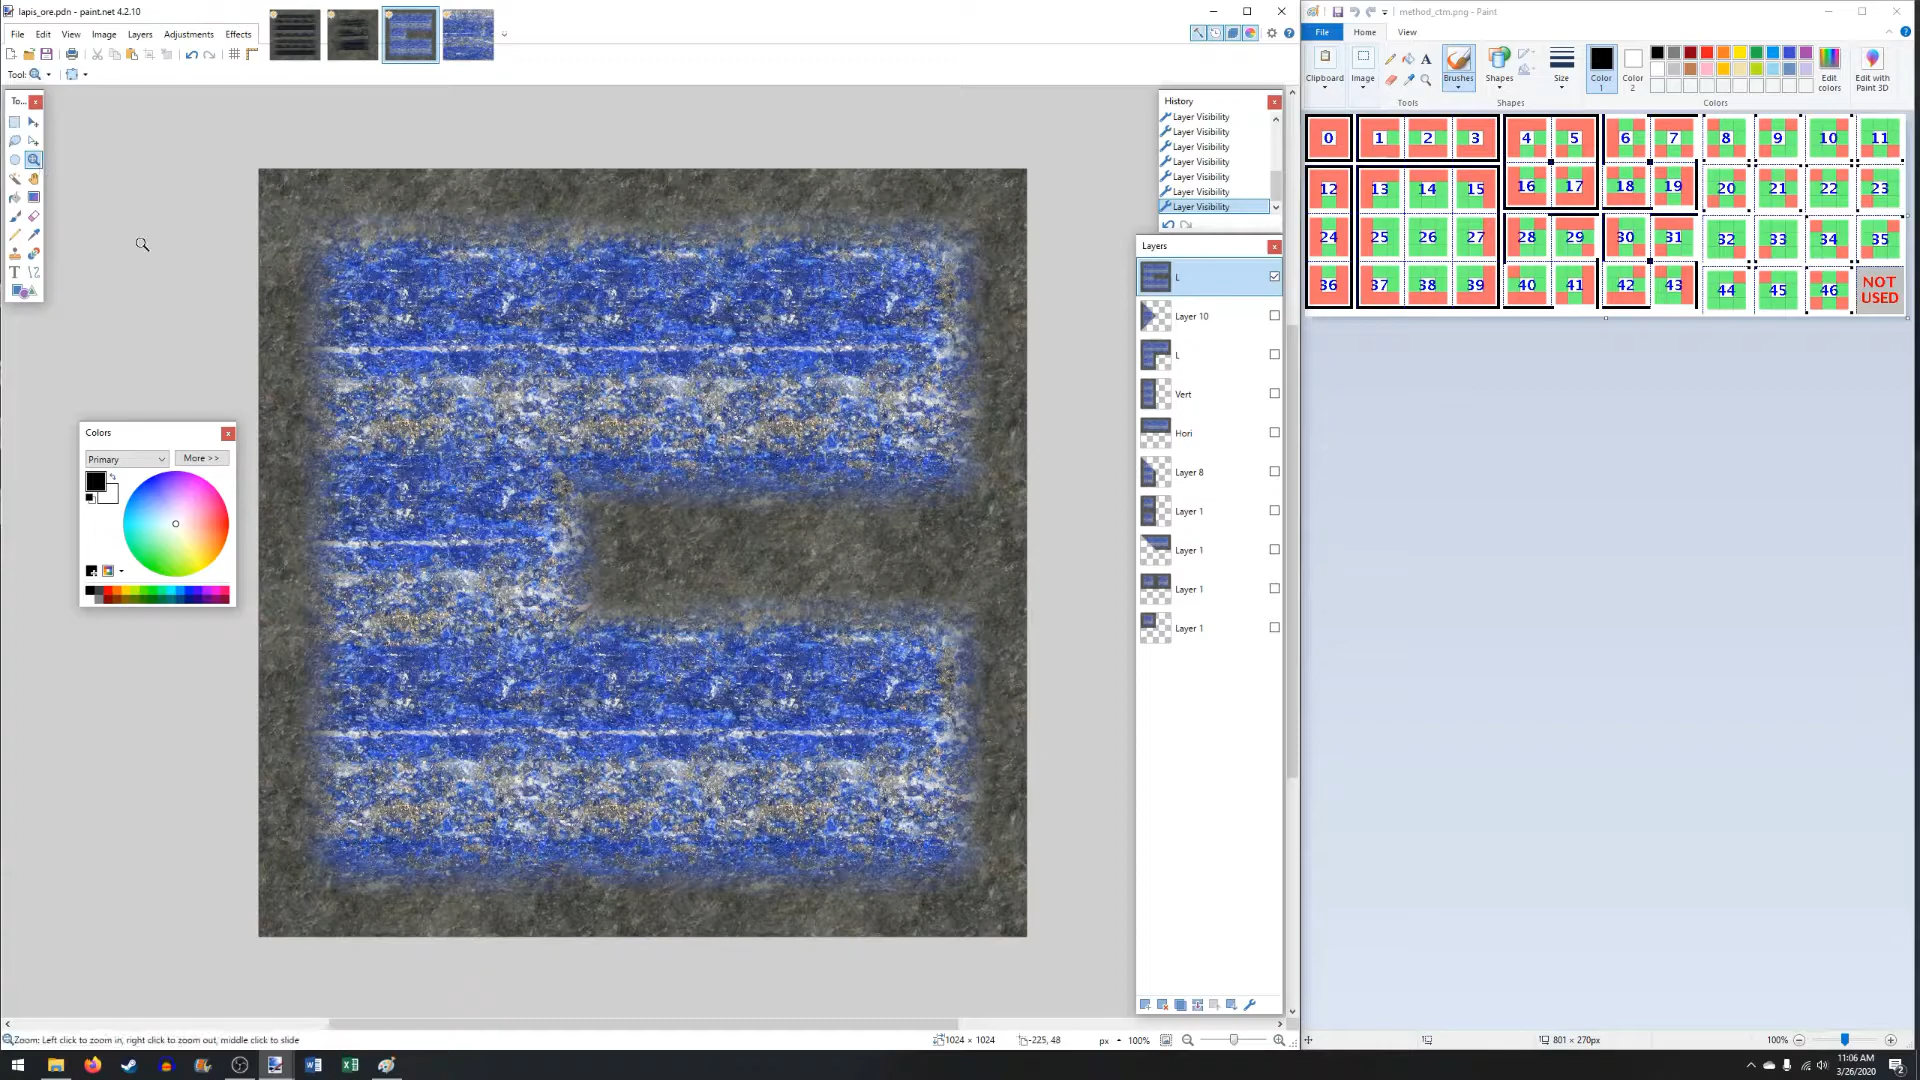 lapis_ore.pdn - paint.net 4.2.10
File Edit View Image Layers Adjustments Effects
Tool:
To...
History
Layer Visibility
Layer Visibility
Layer Visibility
Layer Visibility
Layer Visibility
Layer Visibility
Layer Visibility
Layers
L
Layer 10
L
Vert
Hori
Layer 8
Layer 1
Layer 1
Layer 1
Layer 1
Colors
Primary
More >>
Zoom: Left click to zoom in, right click to zoom out, middle click to slide
1024 × 1024
-225, 48
px
100%
method_ctm.png - Paint
File Home View
Clipboard
Image
Tools
Brushes
Shapes
Shapes
Size
Color 1
Color 2
Colors
Edit colors
Edit with Paint 3D
0 1 2 3 4 5 6 7 8 9 10 11
12 13 14 15 16 17 18 19 20 21 22 23
24 25 26 27 28 29 30 31 32 33 34 35
36 37 38 39 40 41 42 43 44 45 46 NOT USED
801 × 270px
100%
11:06 AM
3/26/2020